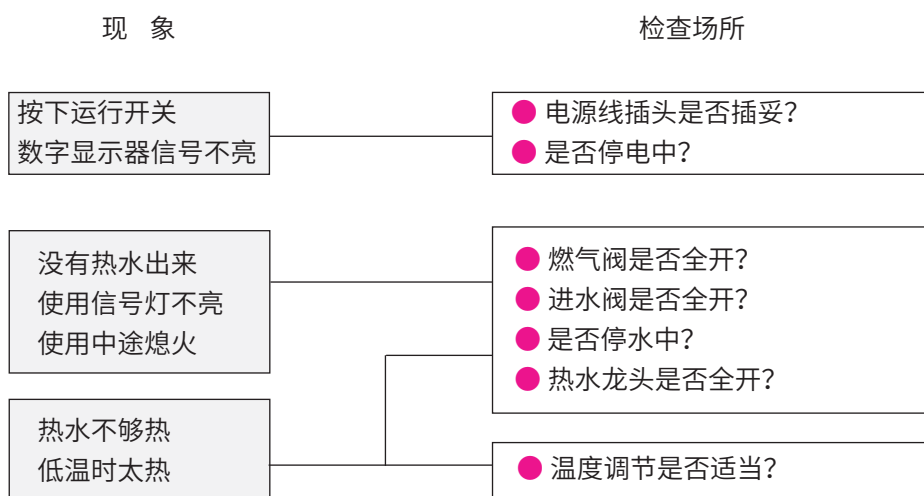 现 象
检查场所
按下运行开关
数字显示器信号不亮
电源线插头是否插妥？
是否停电中？
没有热水出来
使用信号灯不亮
使用中途熄火
燃气阀是否全开？
进水阀是否全开？
是否停水中？
热水龙头是否全开？
热水不够热
低温时太热
温度调节是否适当？